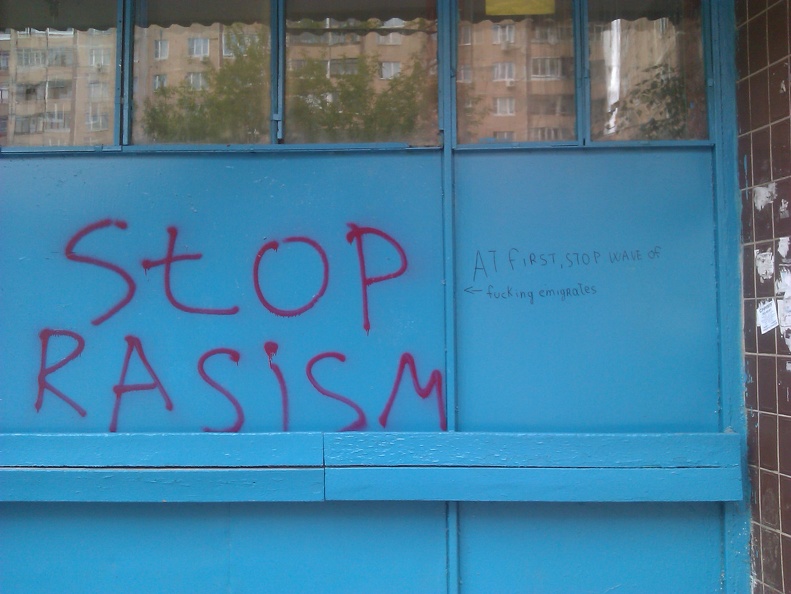 StOP
RASiSM
AT FiRST, STOP WAVE OF
← fucking emigrates